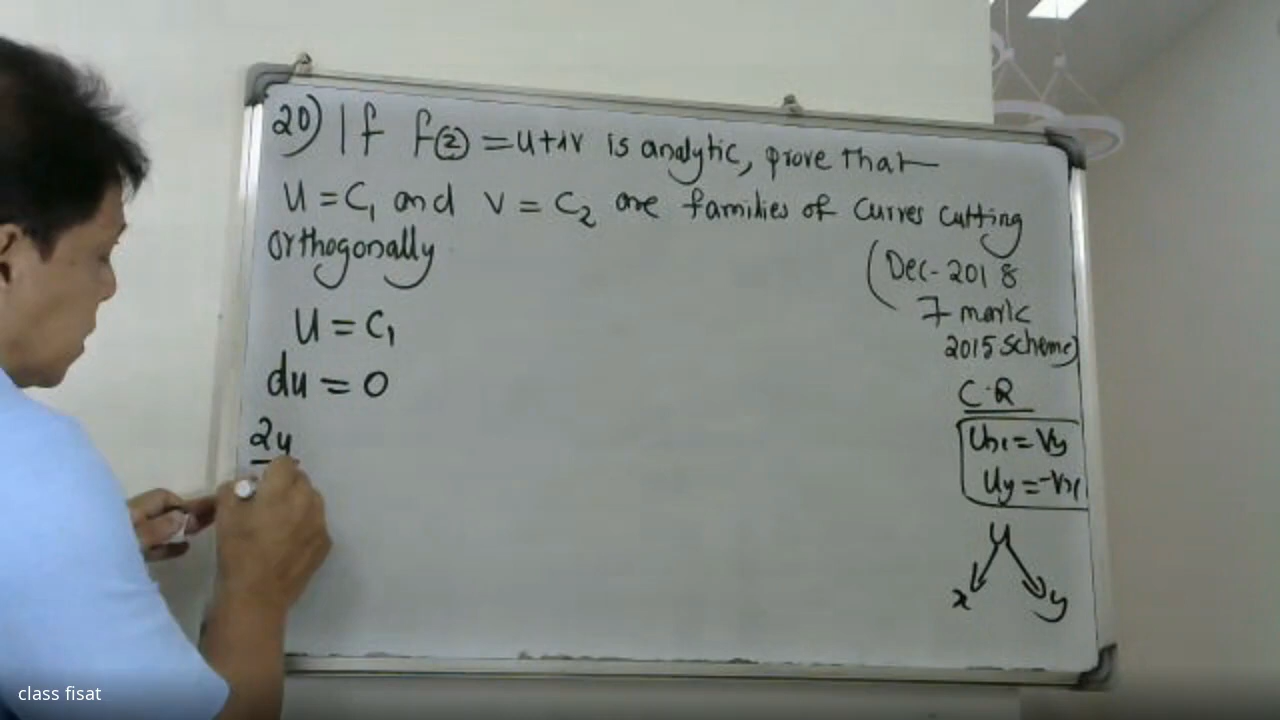 20) If f(z) = u+iv is analytic, prove that
u = C₁ and v = C₂ are families of curves cutting
orthogonally
(Dec-2018
7 mark
2015 scheme)
u = C₁
du = 0
∂u
C.R
ux = vy
uy = -vx
u
x y
class fisat